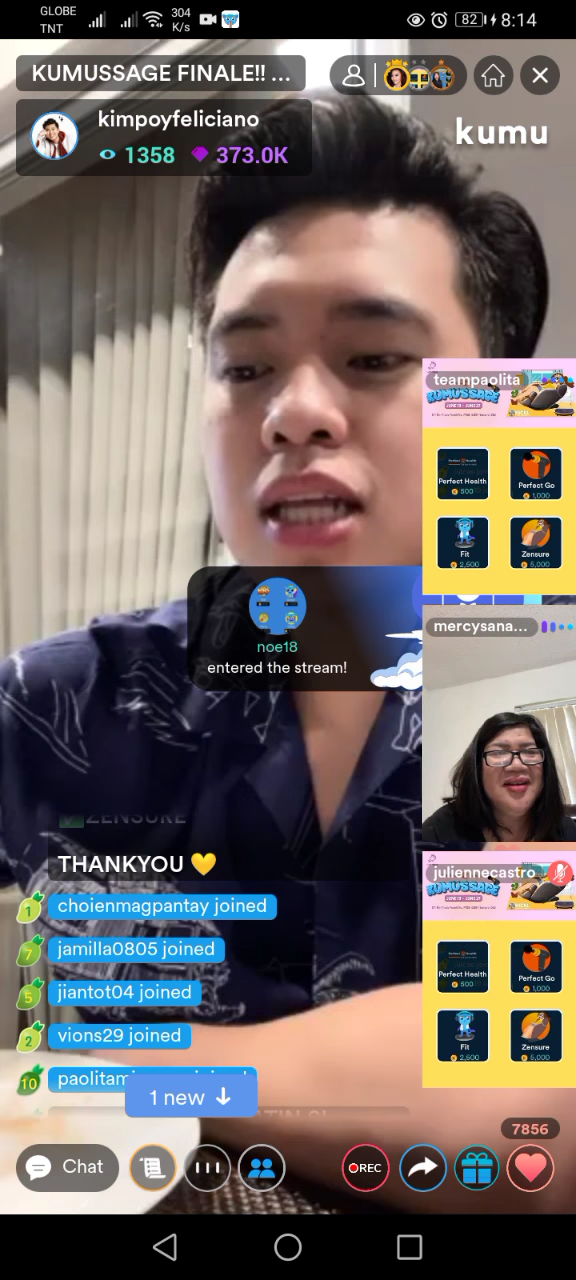 GLOBE
TNT
304
K/s
82
8:14
KUMUSSAGE FINALE!! ...
kimpoyfeliciano
1358
373.0K
kumu
teampaolita
KUMUSSAGE
Perfect Health
500
Perfect Go
1,000
Fit
2,500
Zensure
5,000
noe18
entered the stream!
mercysana...
ZENSURE
THANKYOU 💛
1
choienmagpantay joined
7
jamilla0805 joined
5
jiantot04 joined
2
vions29 joined
10
1 new
juliennecastro
KUMUSSAGE
Perfect Health
500
Perfect Go
1,000
Fit
2,500
Zensure
5,000
7856
Chat
REC